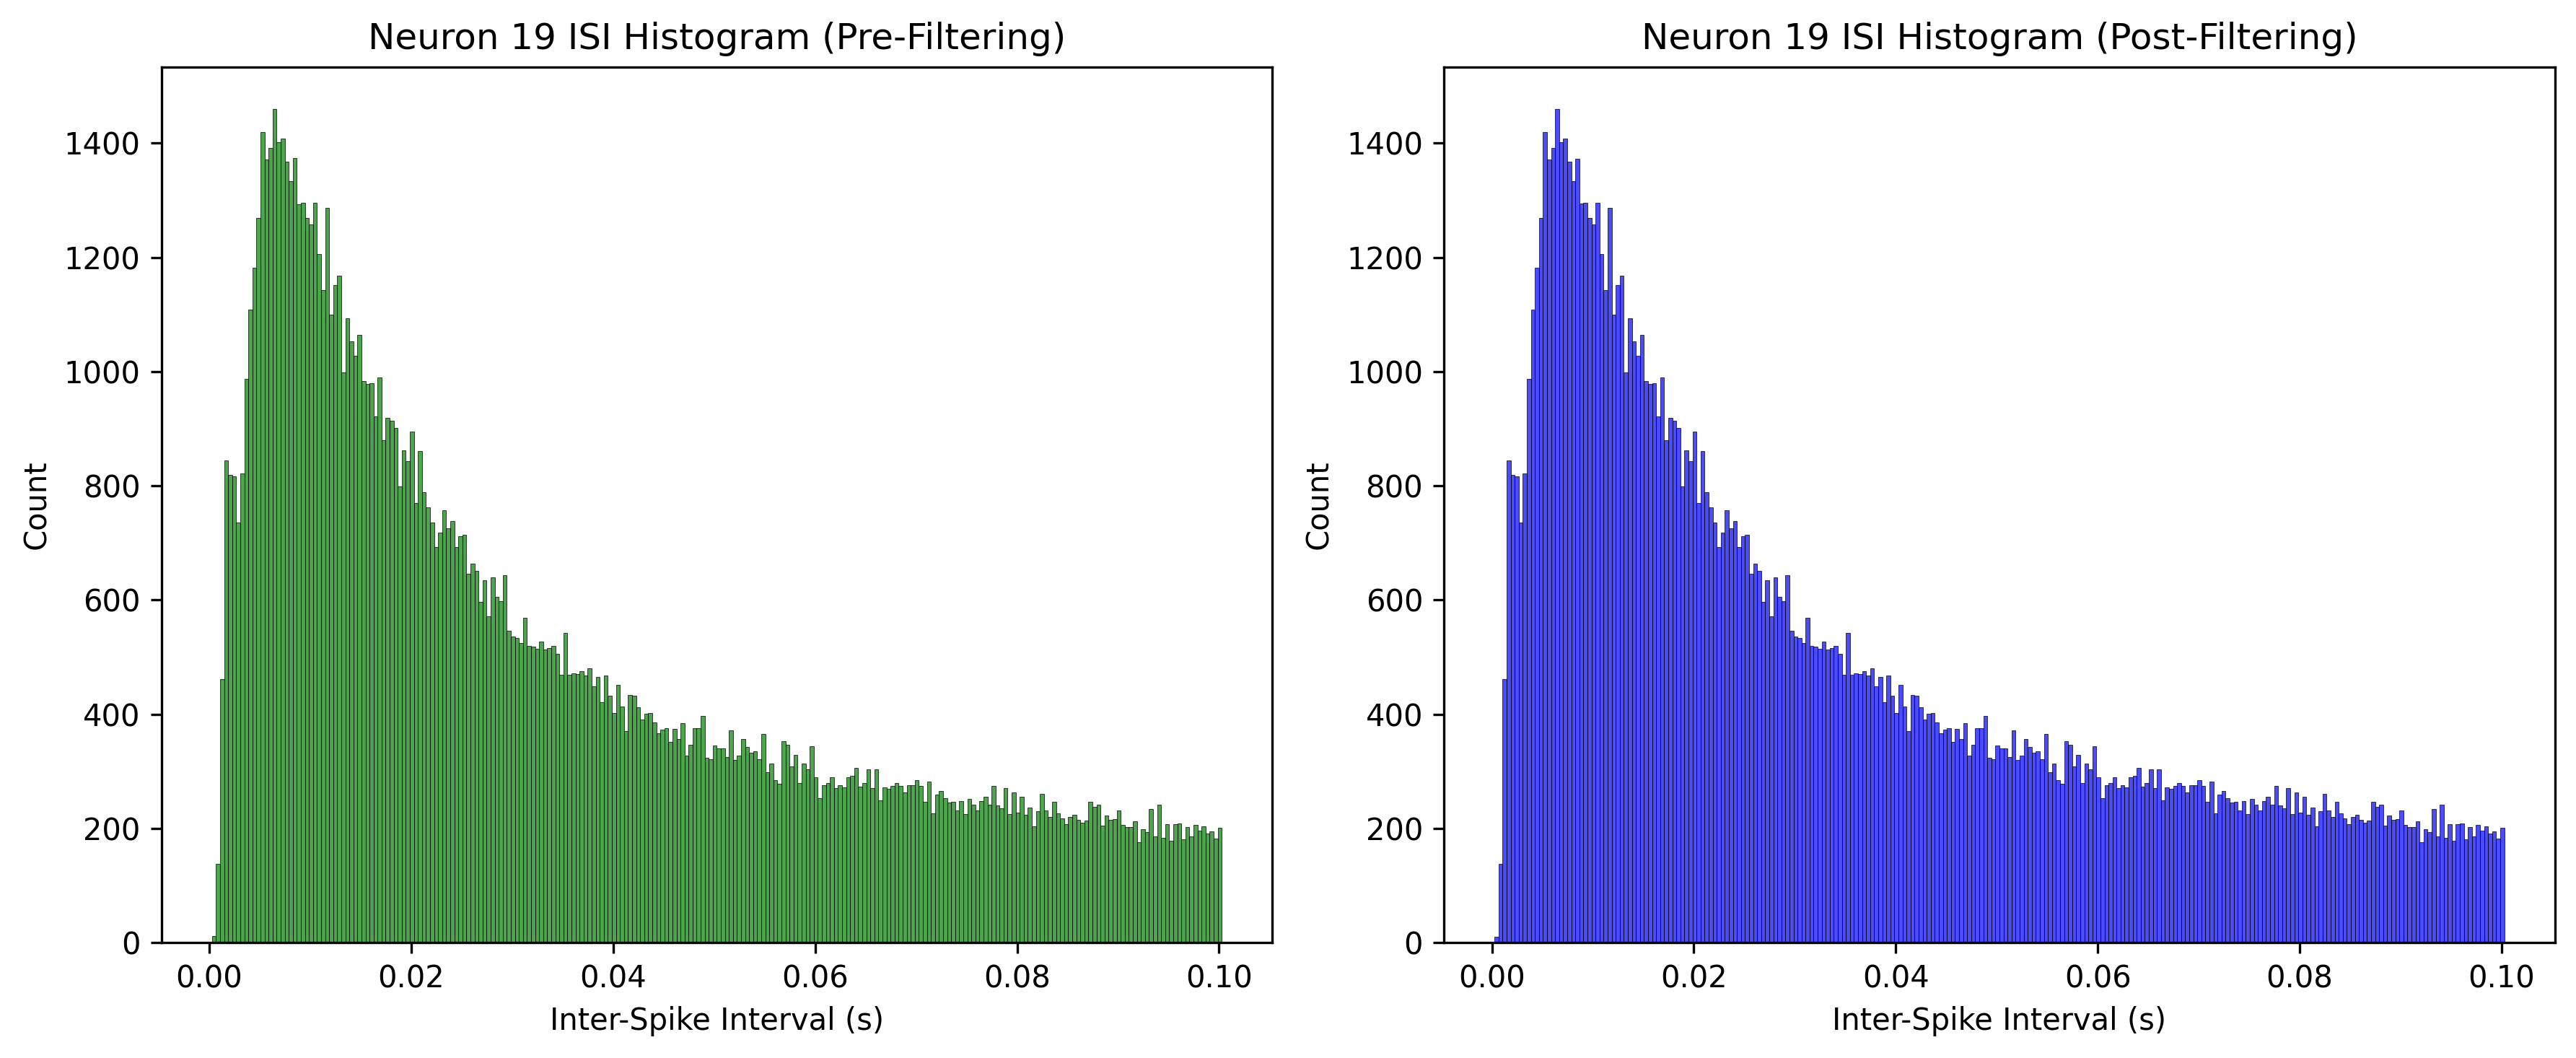 Neuron 19 ISI Histogram (Pre-Filtering)
Count
1400
1200
1000
800
600
400
200
0
0.00 0.02 0.04 0.06 0.08 0.10
Inter-Spike Interval (s)
Neuron 19 ISI Histogram (Post-Filtering)
Count
1400
1200
1000
800
600
400
200
0
0.00 0.02 0.04 0.06 0.08 0.10
Inter-Spike Interval (s)